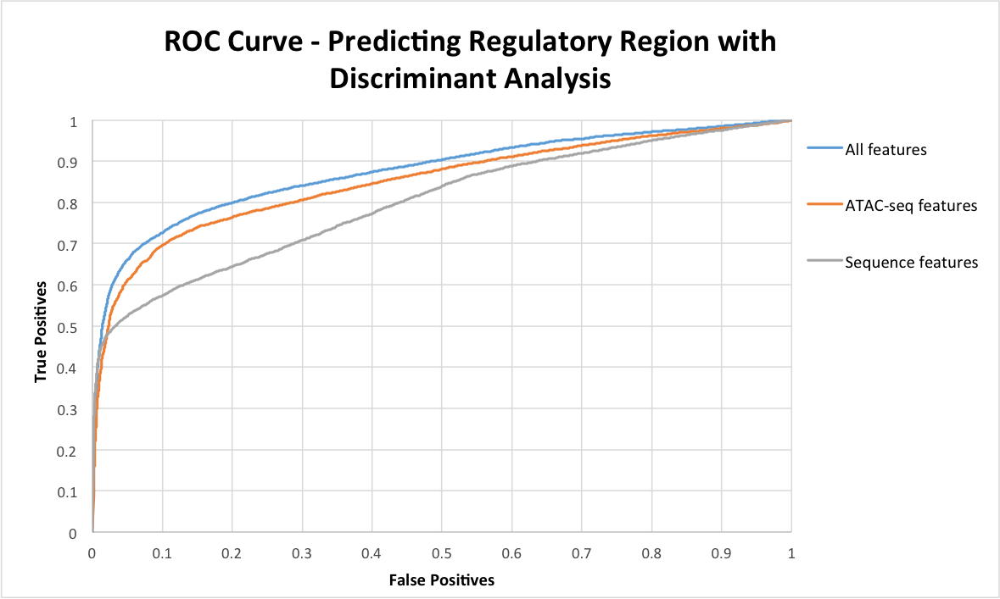 ROC Curve - Predicting Regulatory Region with
Discriminant Analysis
1
0.9
0.8
0.7
0.6
0.5
0.4
0.3
0.2
0.1
0
True Positives
0 0.1 0.2 0.3 0.4 0.5 0.6 0.7 0.8 0.9 1
False Positives
All features
ATAC-seq features
Sequence features